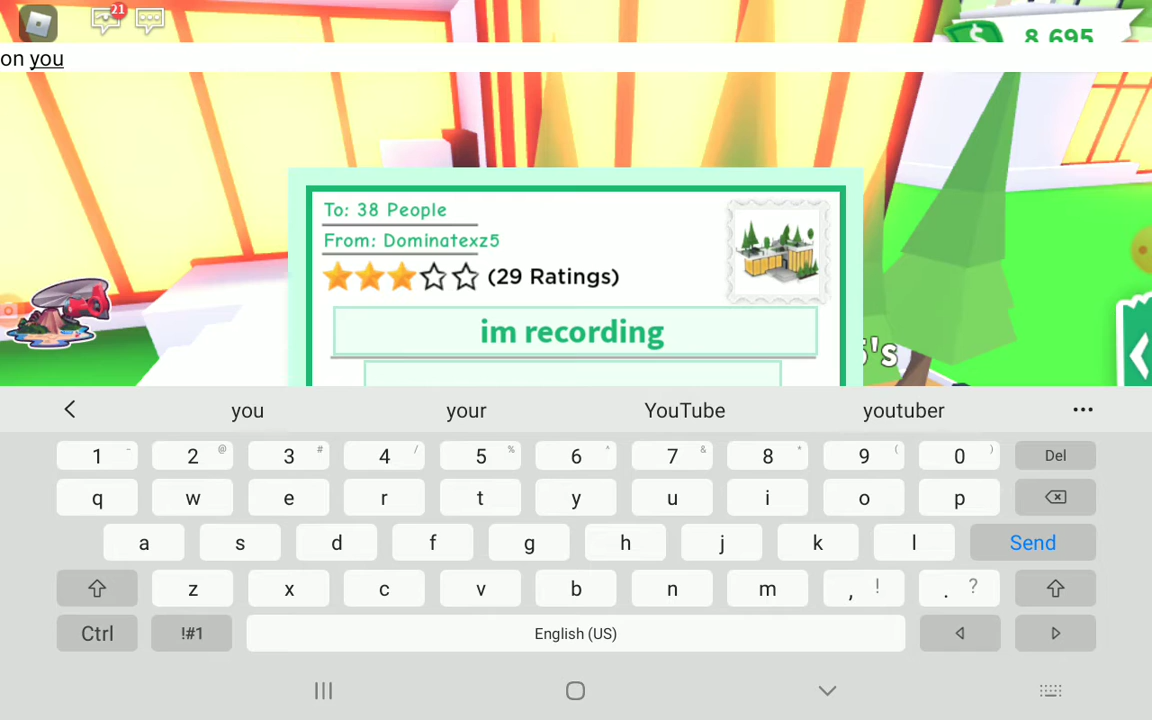 21
8,695
on you
To: 38 People
From: Dominatexz5
(29 Ratings)
im recording
5's
you your YouTube youtuber ...
1 - 2 @ 3 # 4 / 5 % 6 ^ 7 & 8 * 9 ( 0 ) Del
q w e r t y u i o p
a s d f g h j k l Send
z x c v b n m , ! . ?
Ctrl !#1 English (US)